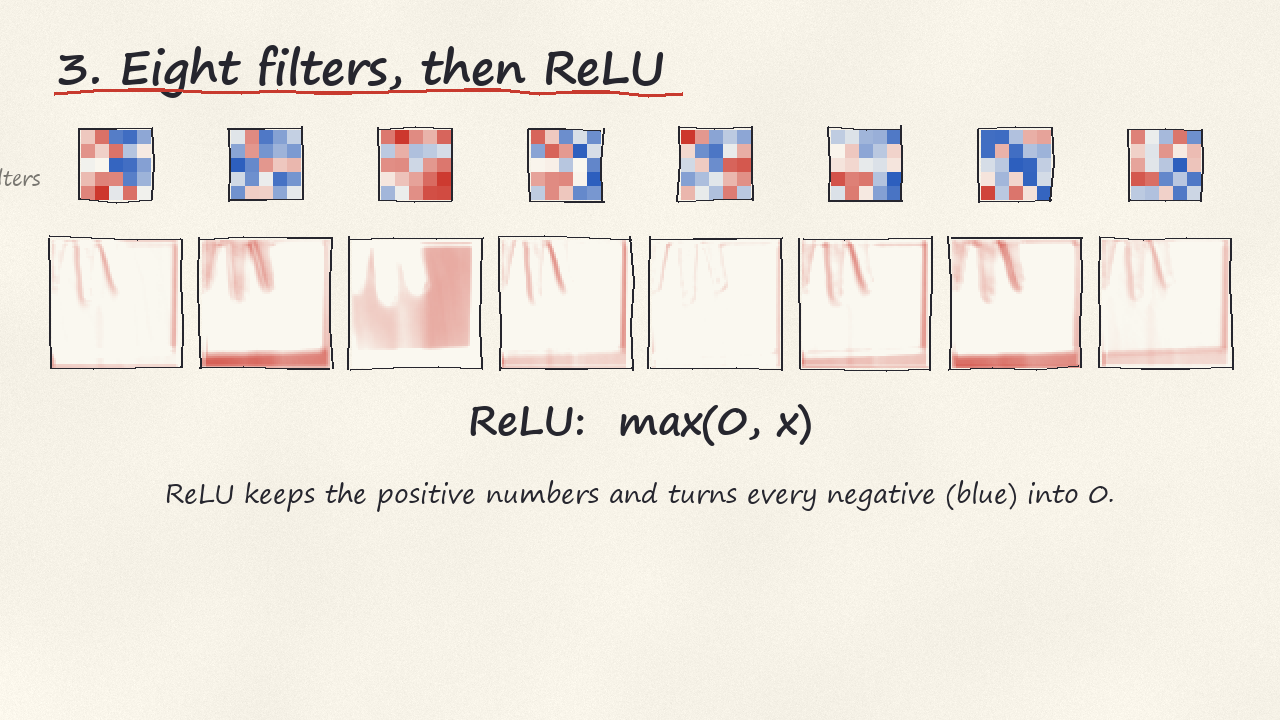 3. Eight filters, then ReLU
lters
ReLU: max(0, x)
ReLU keeps the positive numbers and turns every negative (blue) into 0.